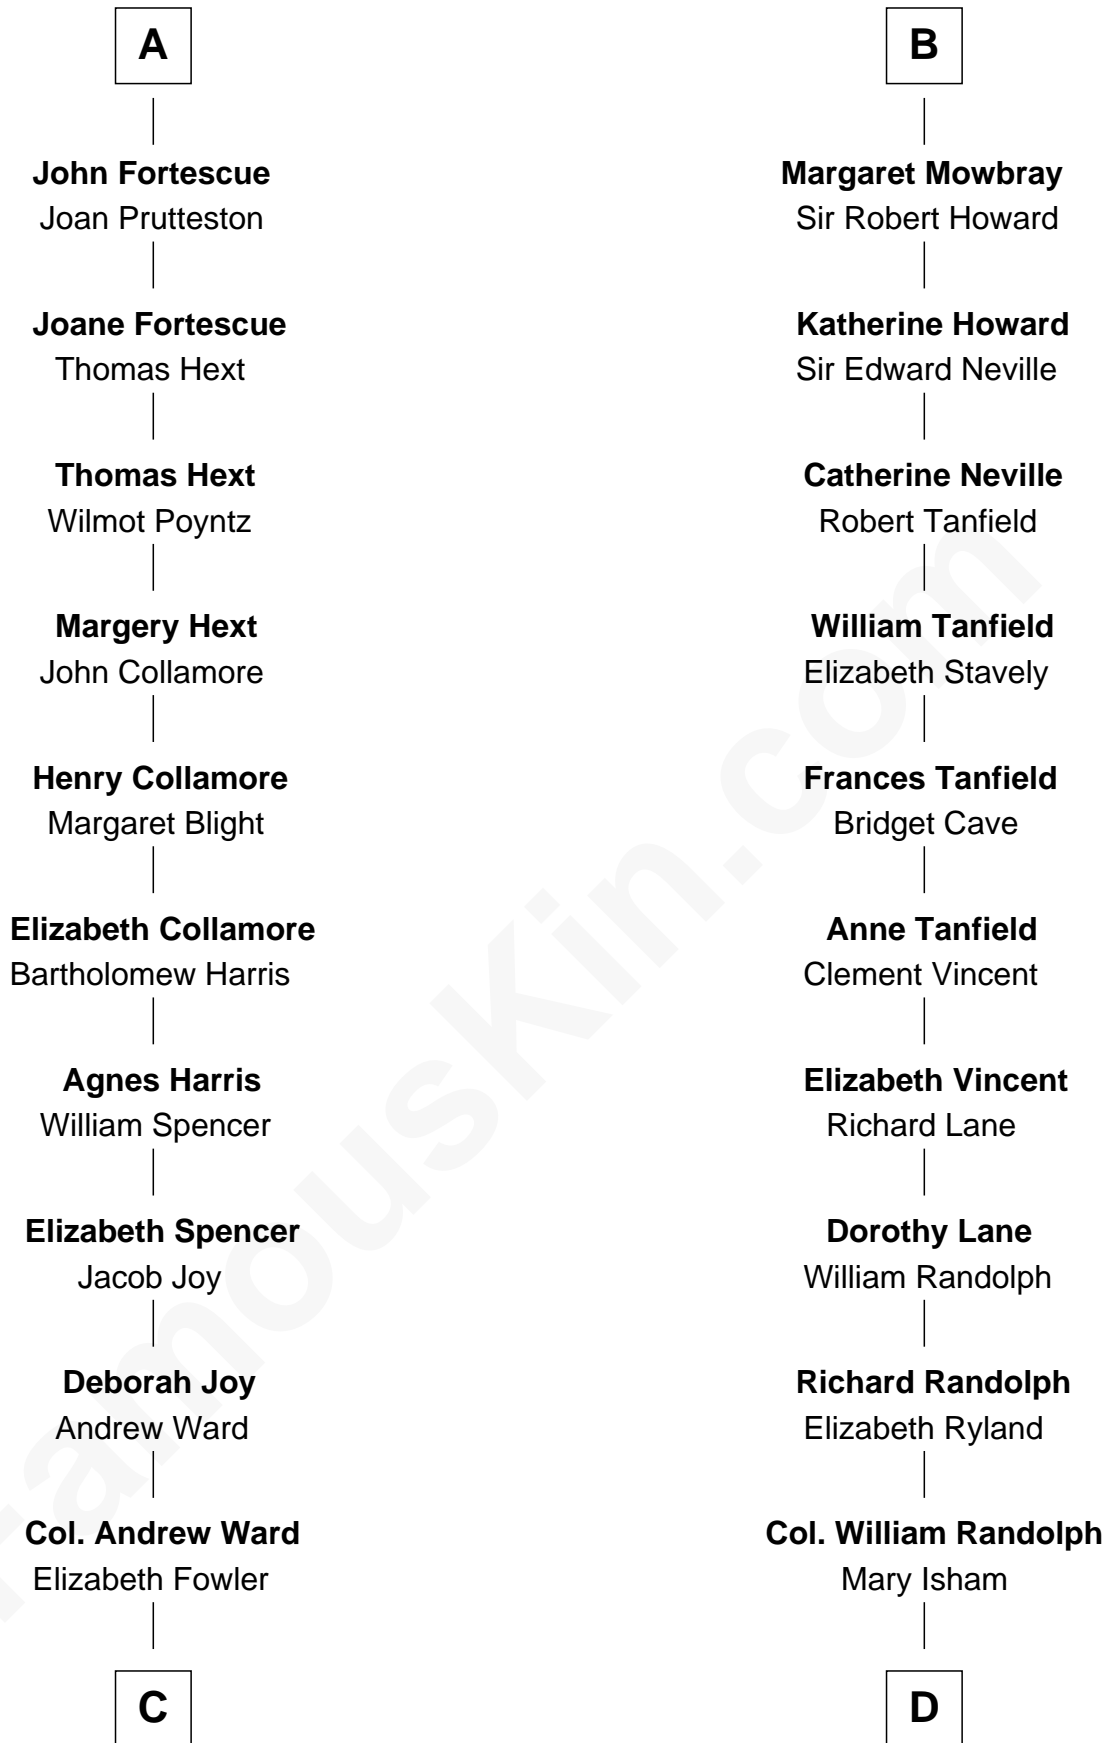 A
John Fortescue
Joan Prutteston
Joane Fortescue
Thomas Hext
Thomas Hext
Wilmot Poyntz
Margery Hext
John Collamore
Henry Collamore
Margaret Blight
Elizabeth Collamore
Bartholomew Harris
Agnes Harris
William Spencer
Elizabeth Spencer
Jacob Joy
Deborah Joy
Andrew Ward
Col. Andrew Ward
Elizabeth Fowler
C
B
Margaret Mowbray
Sir Robert Howard
Katherine Howard
Sir Edward Neville
Catherine Neville
Robert Tanfield
William Tanfield
Elizabeth Stavely
Frances Tanfield
Bridget Cave
Anne Tanfield
Clement Vincent
Elizabeth Vincent
Richard Lane
Dorothy Lane
William Randolph
Richard Randolph
Elizabeth Ryland
Col. William Randolph
Mary Isham
D
FamousKin.com